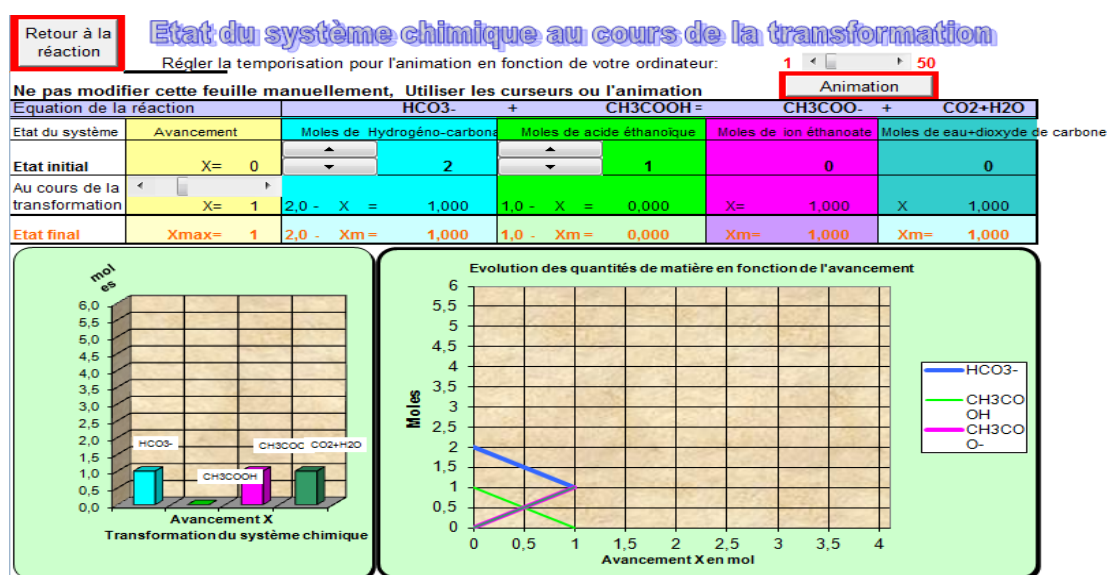 Retour à la
réaction
Etat du système chimique au cours de la transformation
Régler la temporisation pour l'animation en fonction de votre ordinateur: 1 50
Ne pas modifier cette feuille manuellement, Utiliser les curseurs ou l'animation
Animation
Equation de la réaction HCO3- + CH3COOH = CH3COO- + CO2+H2O
Etat du système Avancement Moles de Hydrogéno-carbona Moles de acide éthanoïque Moles de ion éthanoate Moles de eau+dioxyde de carbone
Etat initial X= 0 2 1 0 0
Au cours de la
transformation X= 1 2,0 - X = 1,000 1,0 - X = 0,000 X= 1,000 X 1,000
Etat final Xmax= 1 2,0 - Xm = 1,000 1,0 - Xm = 0,000 Xm= 1,000 Xm= 1,000
mol
es
6,0
5,5
5,0
4,5
4,0
3,5
3,0
2,5
2,0
1,5
1,0
0,5
0,0
HCO3-
CH3COOH
CH3COC
CO2+H2O
Avancement X
Transformation du système chimique
Evolution des quantités de matière en fonction de l'avancement
Moles
6
5,5
5
4,5
4
3,5
3
2,5
2
1,5
1
0,5
0
0 0,5 1 1,5 2 2,5 3 3,5 4
Avancement X en mol
HCO3-
CH3CO
OH
CH3CO
O-